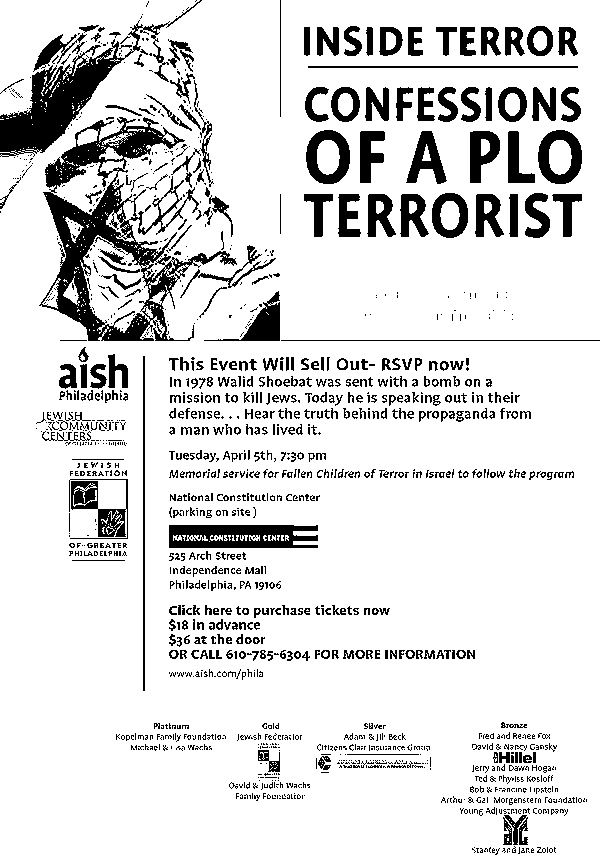 INSIDE TERROR
CONFESSIONS
OF A PLO
TERRORIST
aish
Philadelphia
JEWISH
COMMUNITY
CENTERS
JEWISH
FEDERATION
OF GREATER
PHILADELPHIA
This Event Will Sell Out- RSVP now!
In 1978 Walid Shoebat was sent with a bomb on a
mission to kill Jews. Today he is speaking out in their
defense. . . Hear the truth behind the propaganda from
a man who has lived it.
Tuesday, April 5th, 7:30 pm
Memorial service for Fallen Children of Terror in Israel to follow the program
National Constitution Center
(parking on site )
NATIONAL CONSTITUTION CENTER
525 Arch Street
Independence Mall
Philadelphia, PA 19106
Click here to purchase tickets now
$18 in advance
$36 at the door
OR CALL 610-785-6304 FOR MORE INFORMATION
www.aish.com/phila
Platinum
Kopelman Family Foundation
Michael & Lisa Wachs
Gold
Jewish Federation
David & Judith Wachs
Family Foundation
Silver
Adam & Jill Beck
Citizens Clair Insurance Group
Bronze
Fred and Renee Fox
David & Nancy Gansky
Hillel
Jerry and Dawn Hogan
Ted & Phyliss Kosloff
Bob & Francine Lipstein
Arthur & Gail Morgenstern Foundation
Young Adjustment Company
Stanley and Jane Zolot